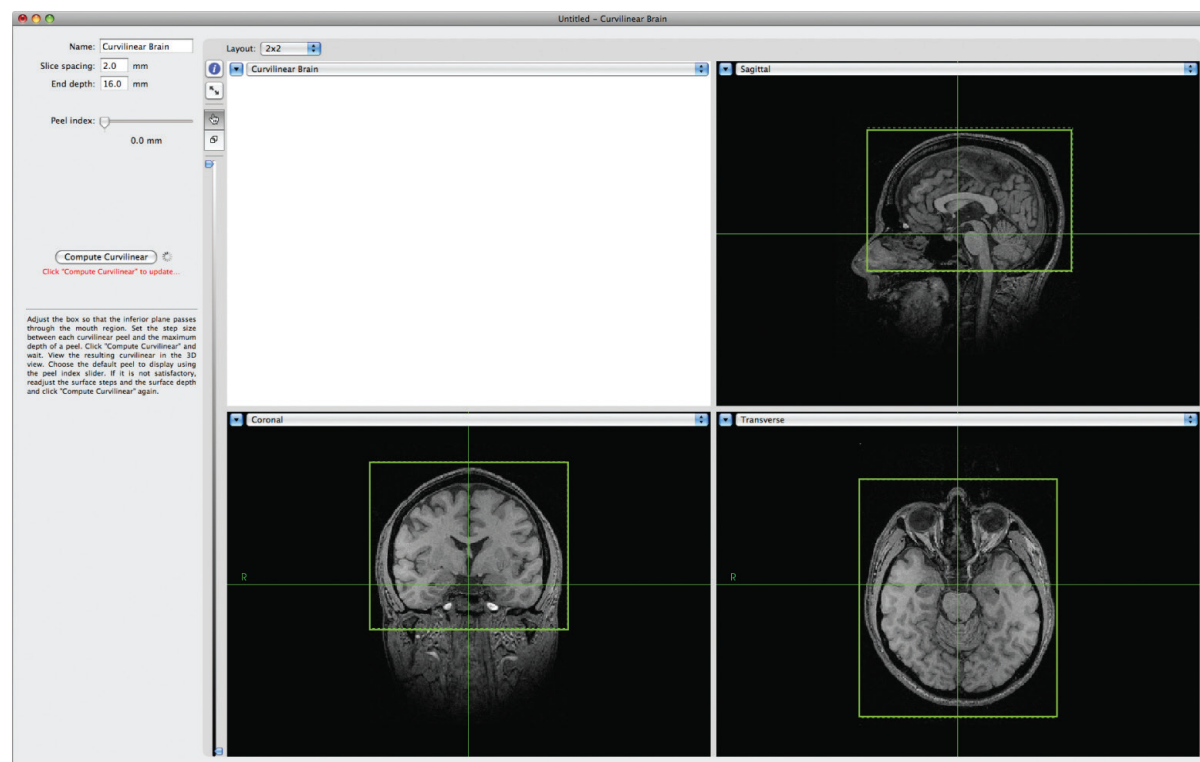 Untitled – Curvilinear Brain
Name: Curvilinear Brain
Layout: 2x2
Slice spacing: 2.0 mm
End depth: 16.0 mm
Curvilinear Brain
Sagittal
Peel index:
0.0 mm
Compute Curvilinear
Click "Compute Curvilinear" to update...
Adjust the box so that the inferior plane passes
through the mouth region. Set the step size
between each curvilinear peel and the maximum
depth of a peel. Click "Compute Curvilinear" and
wait. View the resulting curvilinear in the 3D
view. Choose the default peel to display using
the peel index slider. If it is not satisfactory,
readjust the surface steps and the surface depth
and click "Compute Curvilinear" again.
Coronal
Transverse
R
R